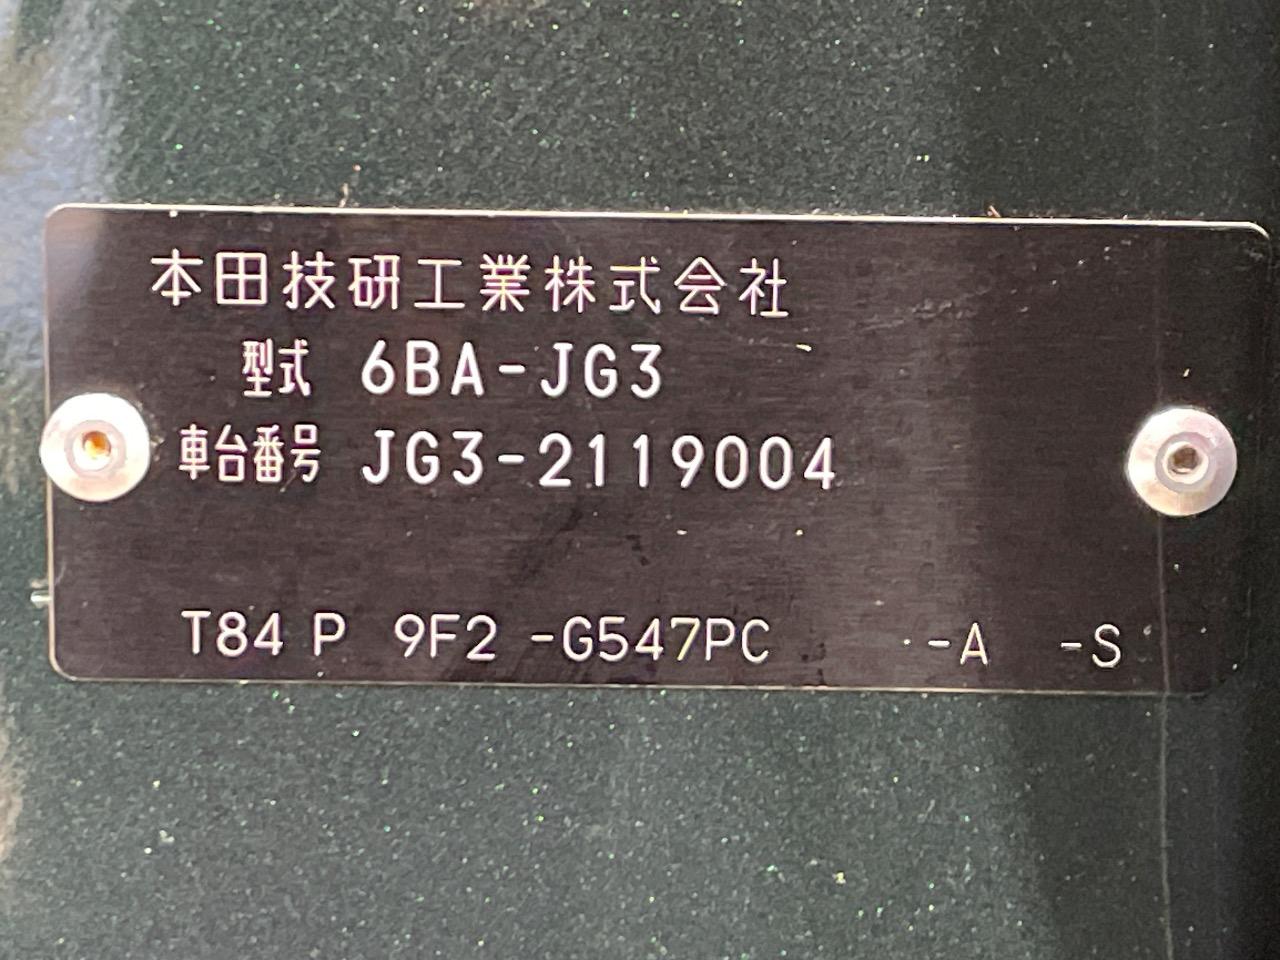 本田技研工業株式会社
型式 6BA-JG3
車台番号 JG3-2119004
T84 P 9F2 -G547PC -A -S